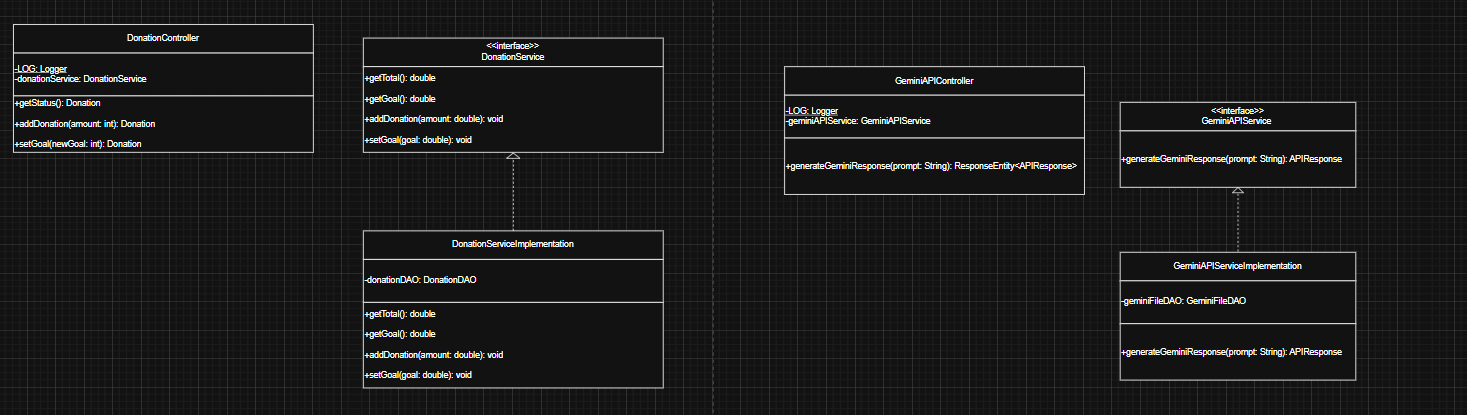 DonationController
-LOG: Logger
-donationService: DonationService
+getStatus(): Donation
+addDonation(amount: int): Donation
+setGoal(newGoal: int): Donation
<<interface>>
DonationService
+getTotal(): double
+getGoal(): double
+addDonation(amount: double): void
+setGoal(goal: double): void
DonationServiceImplementation
-donationDAO: DonationDAO
+getTotal(): double
+getGoal(): double
+addDonation(amount: double): void
+setGoal(goal: double): void
GeminiAPIController
-LOG: Logger
-geminiAPIService: GeminiAPIService
+generateGeminiResponse(prompt: String): ResponseEntity<APIResponse>
<<interface>>
GeminiAPIService
+generateGeminiResponse(prompt: String): APIResponse
GeminiAPIServiceImplementation
-geminiFileDAO: GeminiFileDAO
+generateGeminiResponse(prompt: String): APIResponse